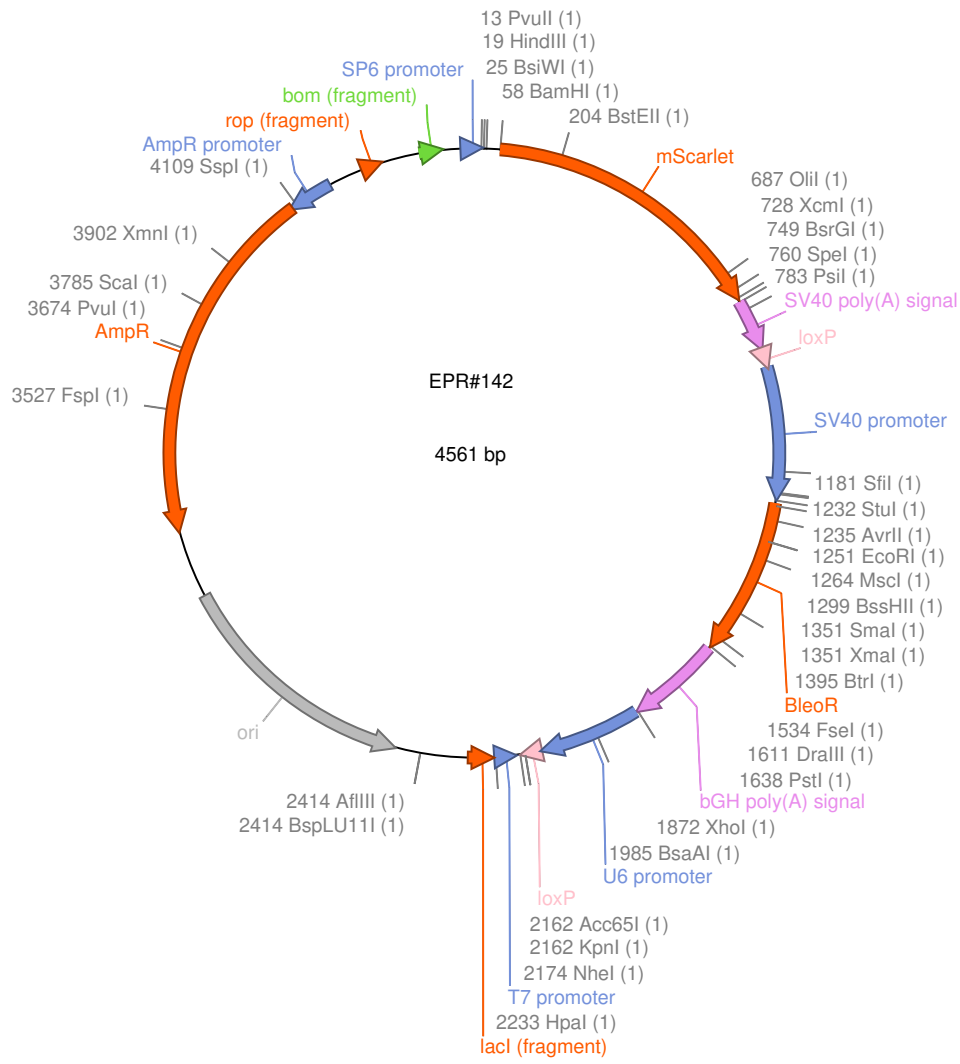 13 PvuII (1)
19 HindIII (1)
SP6 promoter
25 BsiWI (1)
bom (fragment)
58 BamHI (1)
rop (fragment)
204 BstEII (1)
AmpR promoter
mScarlet
4109 SspI (1)
687 OliI (1)
728 XcmI (1)
3902 XmnI (1)
749 BsrGI (1)
760 SpeI (1)
3785 ScaI (1)
783 PsiI (1)
3674 PvuI (1)
SV40 poly(A) signal
AmpR
loxP
EPR#142
3527 FspI (1)
SV40 promoter
4561 bp
1181 SfiI (1)
1232 StuI (1)
1235 AvrII (1)
1251 EcoRI (1)
1264 MscI (1)
1299 BssHII (1)
1351 SmaI (1)
1351 XmaI (1)
1395 BtrI (1)
BleoR
ori
1534 FseI (1)
1611 DraIII (1)
1638 PstI (1)
2414 AflIII (1)
bGH poly(A) signal
2414 BspLU11I (1)
1872 XhoI (1)
1985 BsaAI (1)
U6 promoter
loxP
2162 Acc65I (1)
2162 KpnI (1)
2174 NheI (1)
T7 promoter
2233 HpaI (1)
lacI (fragment)